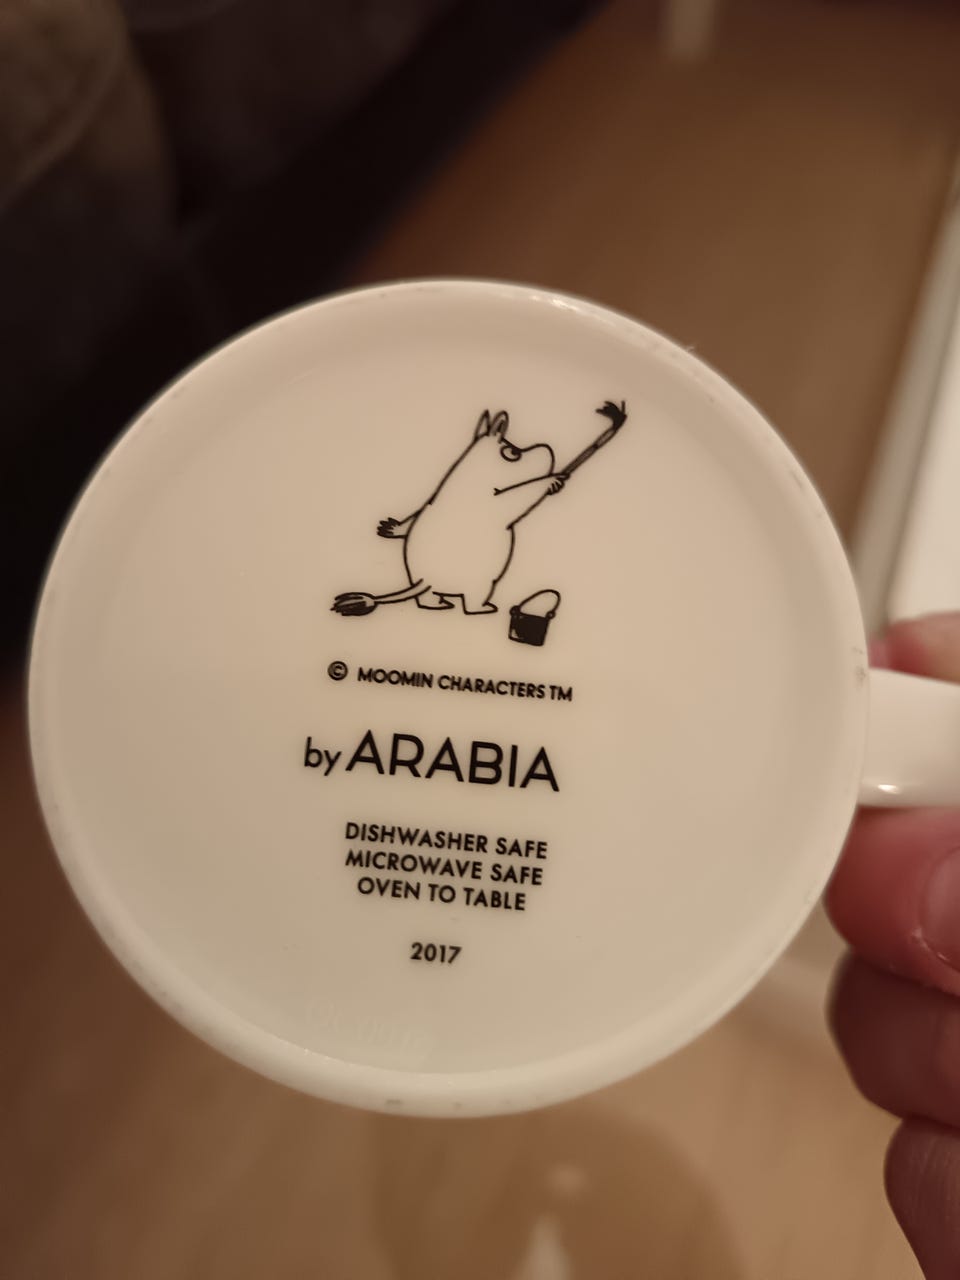 © MOOMIN CHARACTERS TM
by ARABIA
DISHWASHER SAFE
MICROWAVE SAFE
OVEN TO TABLE
2017